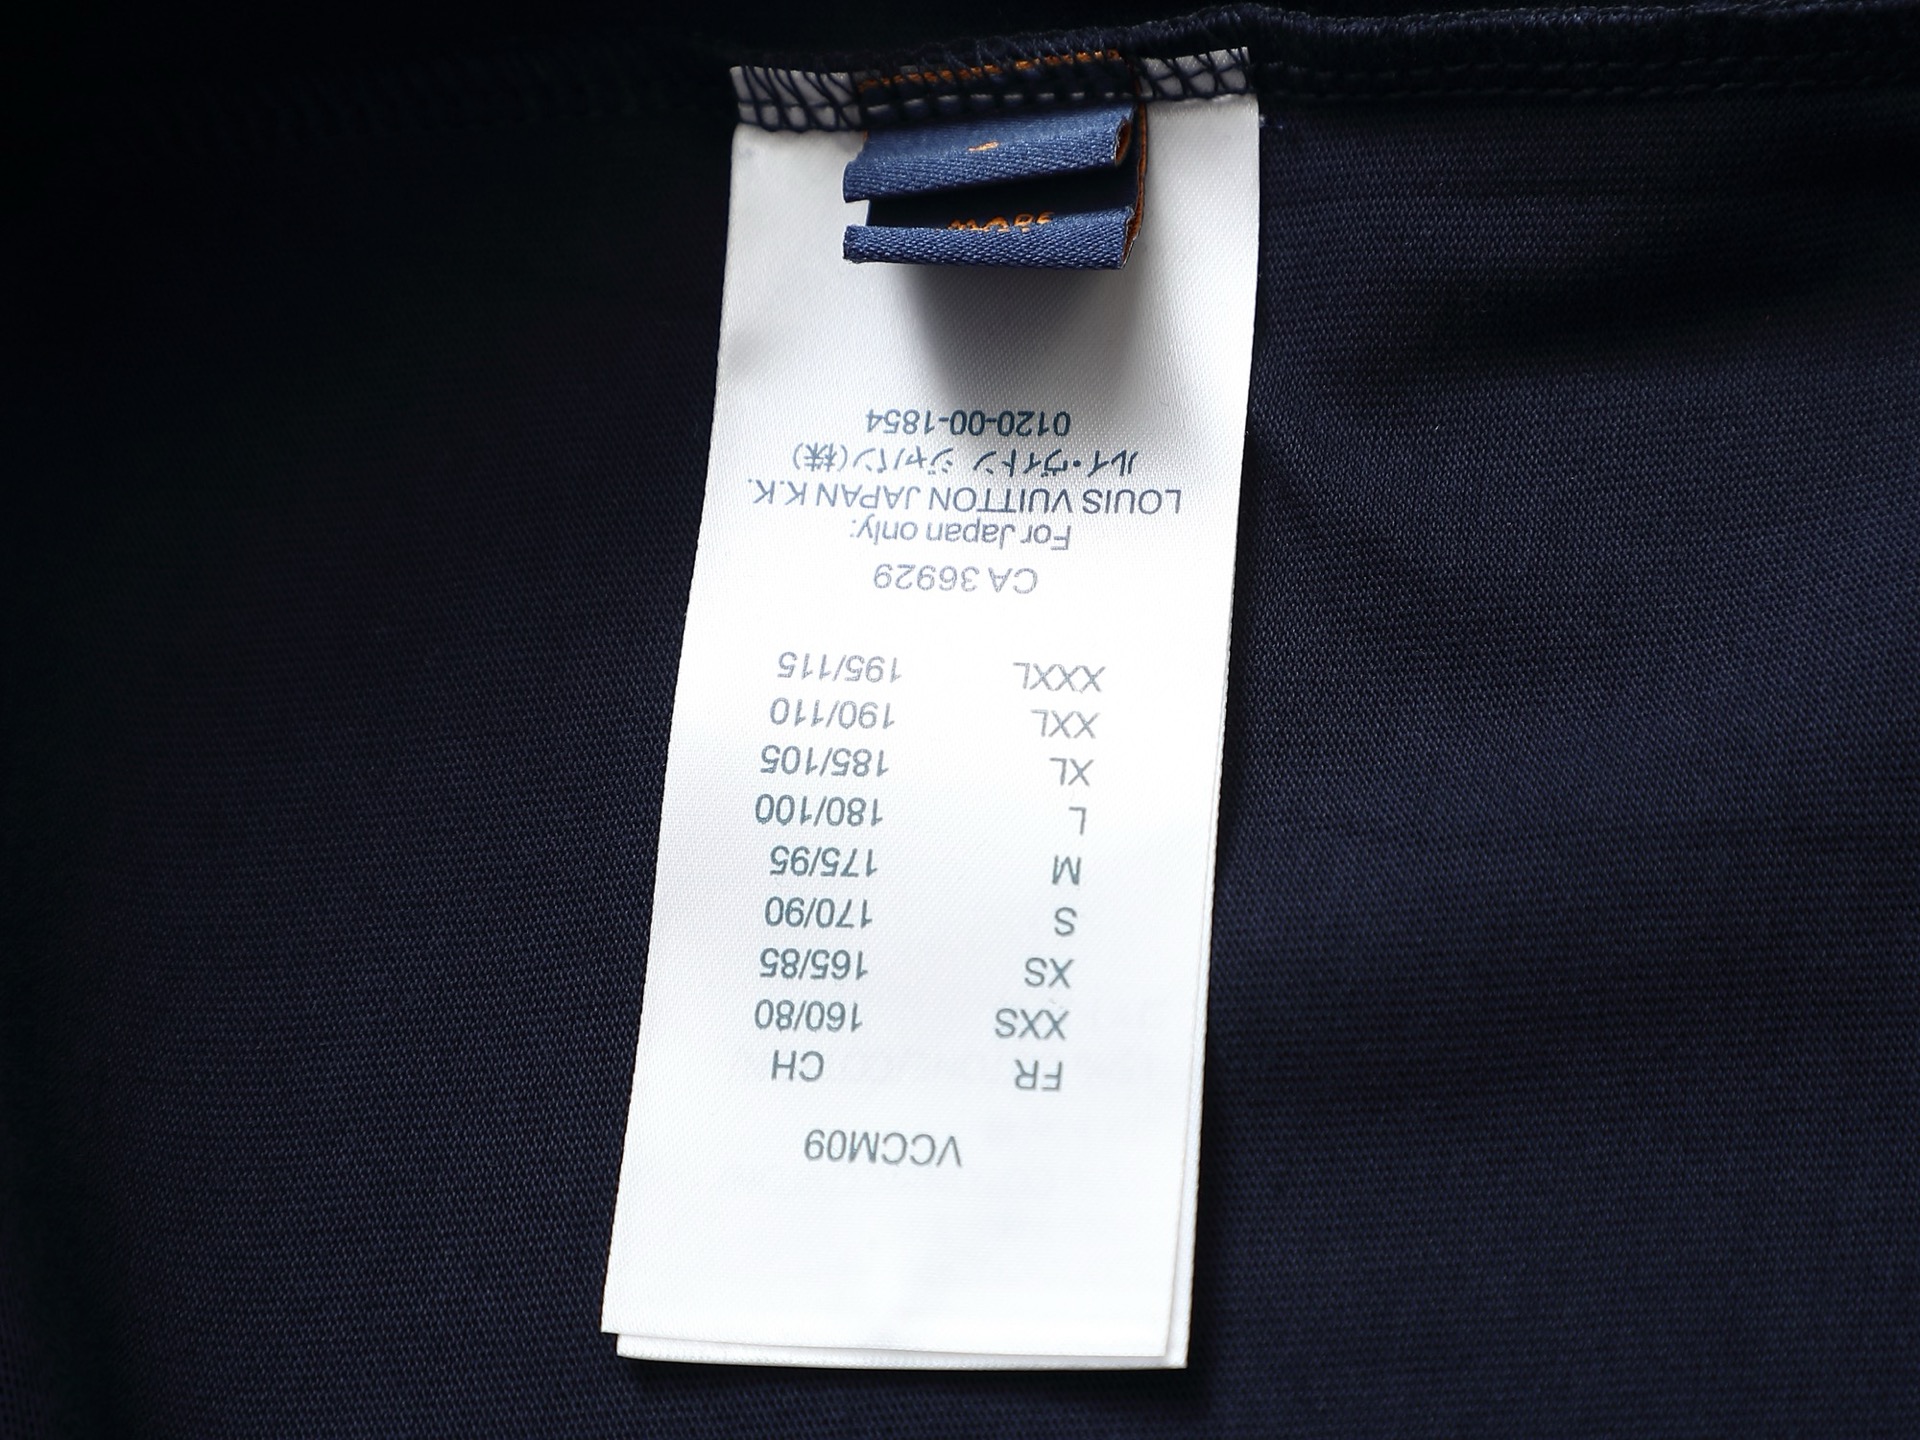 VCCM09
FR CH
XXS 160/80
XS 165/85
S 170/90
M 175/95
L 180/100
XL 185/105
XXL 190/110
XXXL 195/115
CA 36929
For Japan only:
LOUIS VUITTON JAPAN K.K.
ルイ・ヴィトン ジャパン(株)
0120-00-1854